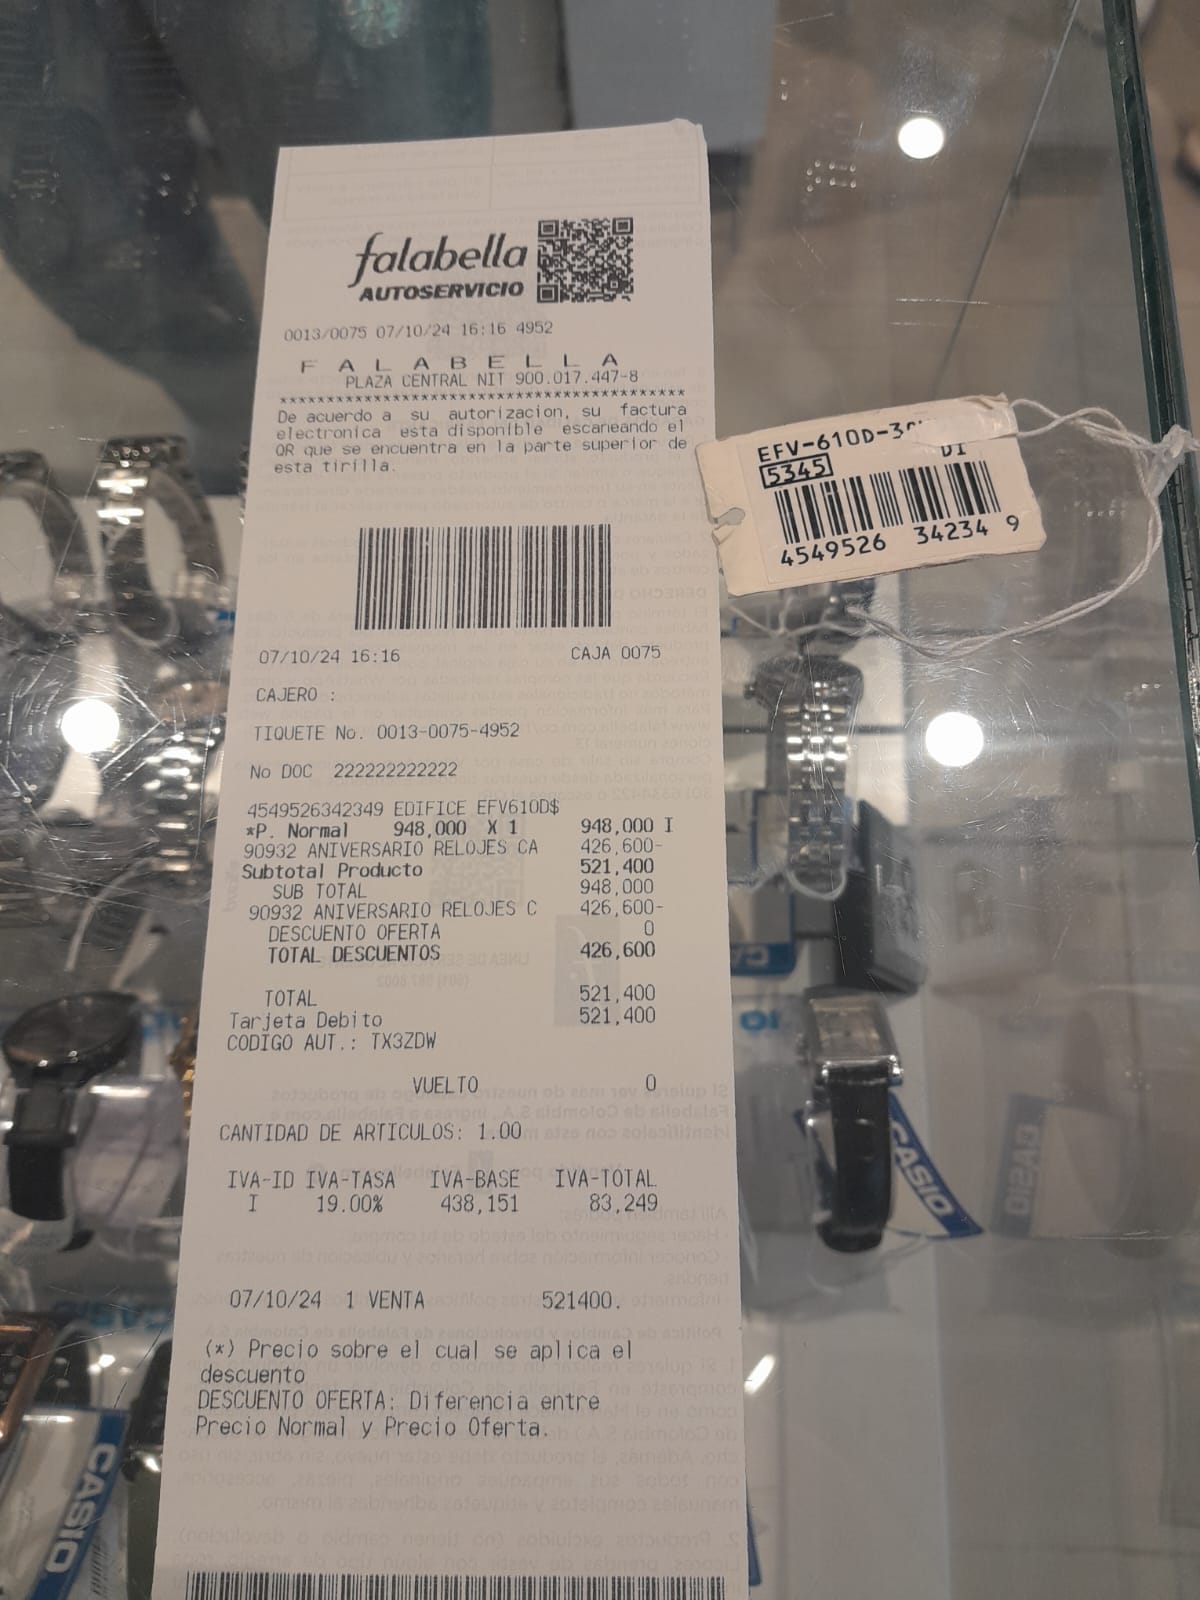 falabella
AUTOSERVICIO
0013/0075 07/10/24 16:16 4952
F A L A B E L L A
PLAZA CENTRAL NIT 900.017.447-8
*******************************************
De acuerdo a su autorizacion, su factura
electronica esta disponible escaneando el
QR que se encuentra en la parte superior de
esta tirilla.
07/10/24 16:16 CAJA 0075
CAJERO :
TIQUETE No. 0013-0075-4952
No DOC 222222222222
4549526342349 EDIFICE EFV610D$
*P. Normal 948,000 X 1 948,000 I
90932 ANIVERSARIO RELOJES CA 426,600-
Subtotal Producto 521,400
SUB TOTAL 948,000
90932 ANIVERSARIO RELOJES C 426,600-
DESCUENTO OFERTA 0
TOTAL DESCUENTOS 426,600
TOTAL 521,400
Tarjeta Debito 521,400
CODIGO AUT.: TX3ZDW
VUELTO 0
CANTIDAD DE ARTICULOS: 1.00
IVA-ID IVA-TASA IVA-BASE IVA-TOTAL
I 19.00% 438,151 83,249
07/10/24 1 VENTA 521400.
(*) Precio sobre el cual se aplica el
descuento
DESCUENTO OFERTA: Diferencia entre
Precio Normal y Precio Oferta.
5345
DI
4549526 34234 9
CASIO
CASIO
CASIO